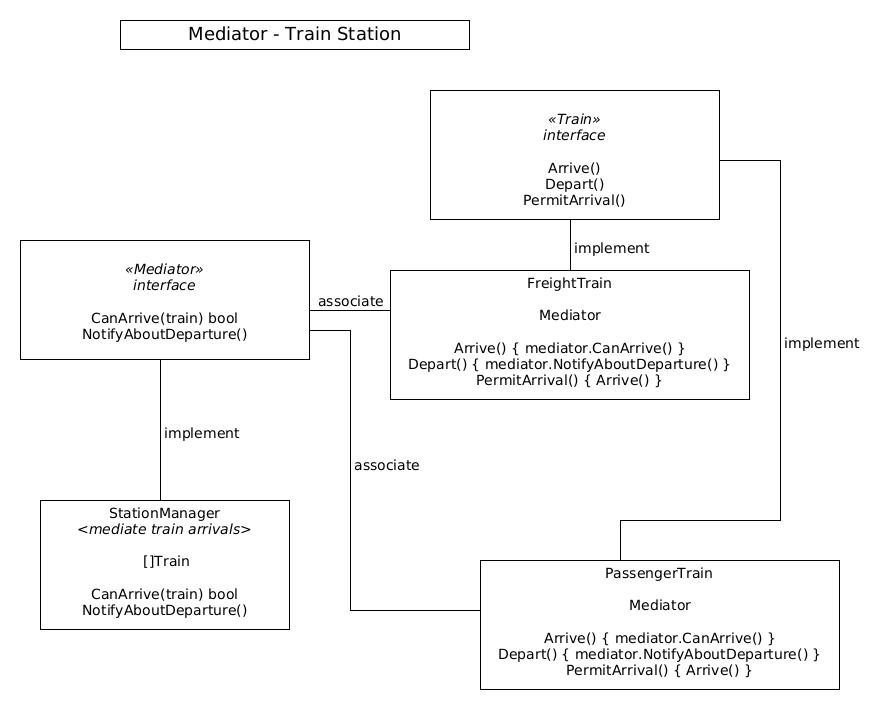 Mediator - Train Station
«Train»
interface
Arrive()
Depart()
PermitArrival()
implement
«Mediator»
interface
CanArrive(train) bool
NotifyAboutDeparture()
associate
FreightTrain
Mediator
Arrive() { mediator.CanArrive() }
Depart() { mediator.NotifyAboutDeparture() }
PermitArrival() { Arrive() }
implement
implement
associate
StationManager
<mediate train arrivals>
[]Train
CanArrive(train) bool
NotifyAboutDeparture()
PassengerTrain
Mediator
Arrive() { mediator.CanArrive() }
Depart() { mediator.NotifyAboutDeparture() }
PermitArrival() { Arrive() }